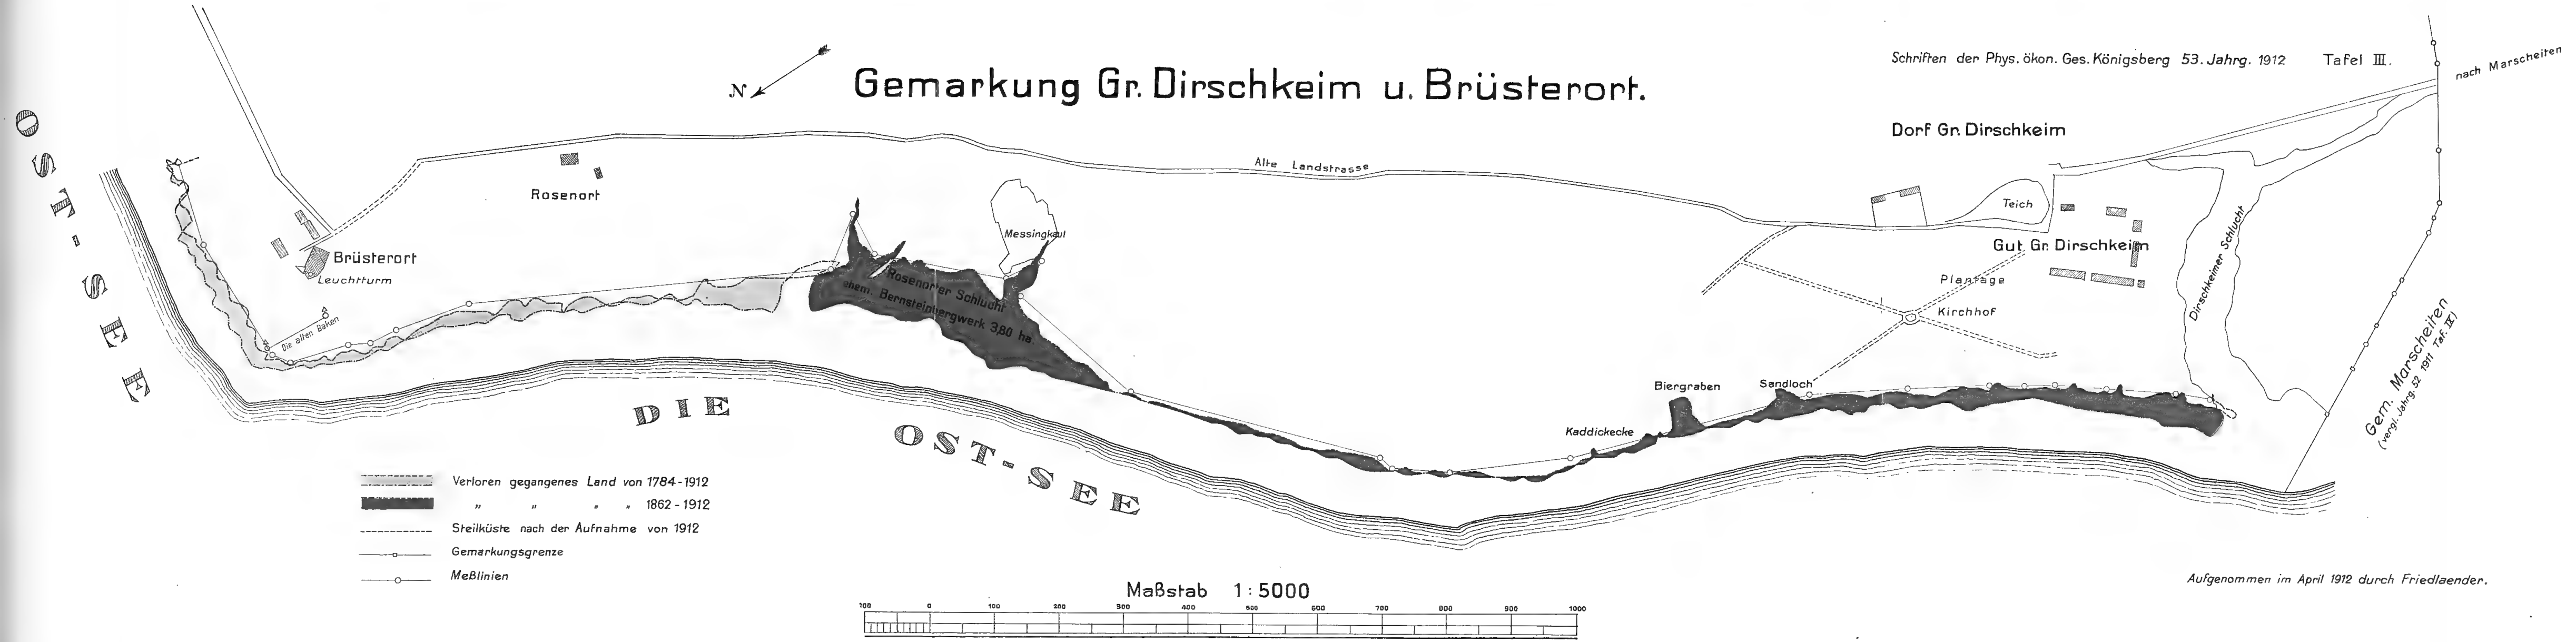 Schriften der Phys. ökon. Ges. Königsberg 53. Jahrg. 1912 Tafel III.
Gemarkung Gr. Dirschkeim u. Brüsterort.
N
nach Marscheiten
OST-SEE
Dorf Gr. Dirschkeim
Alte Landstrasse
Rosenort
Teich
Messingkaul
Brüsterort
Leuchtturm
Gut Gr. Dirschkeim
Plantage
Kirchhof
Dirschkeimer Schlucht
Rosenorter Schlucht
ehem. Bernsteinbergwerk 3,80 ha.
Die alten Baken
Biergraben
Sandloch
Kaddickecke
Gem. Marscheiten
(vergl. Jahrg. 52 1911 Taf. IX)
DIE
OST-SEE
Verloren gegangenes Land von 1784-1912
„ „ „ „ 1862-1912
Steilküste nach der Aufnahme von 1912
Gemarkungsgrenze
Meßlinien
Maßstab 1:5000
100 0 100 200 300 400 500 600 700 800 900 1000
Aufgenommen im April 1912 durch Friedlaender.